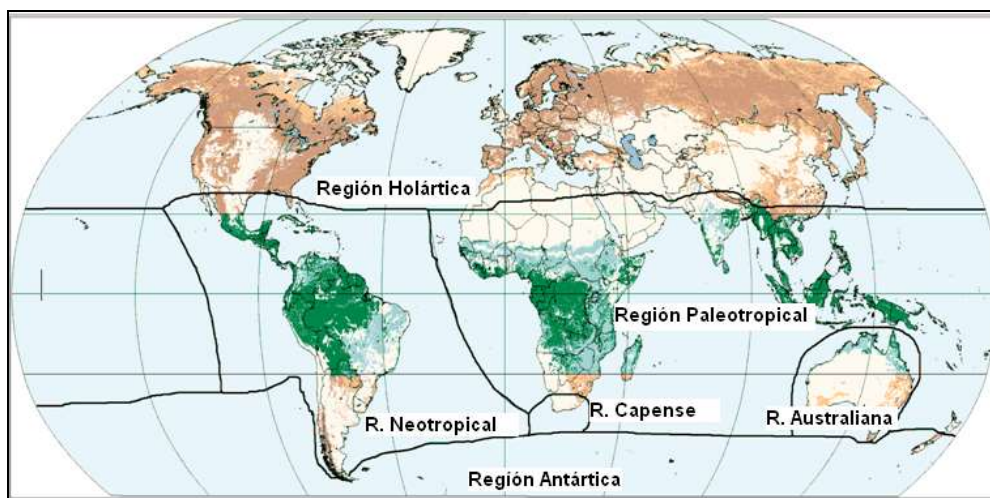 Región Holártica
Región Paleotropical
R. Neotropical
R. Capense
R. Australiana
Región Antártica